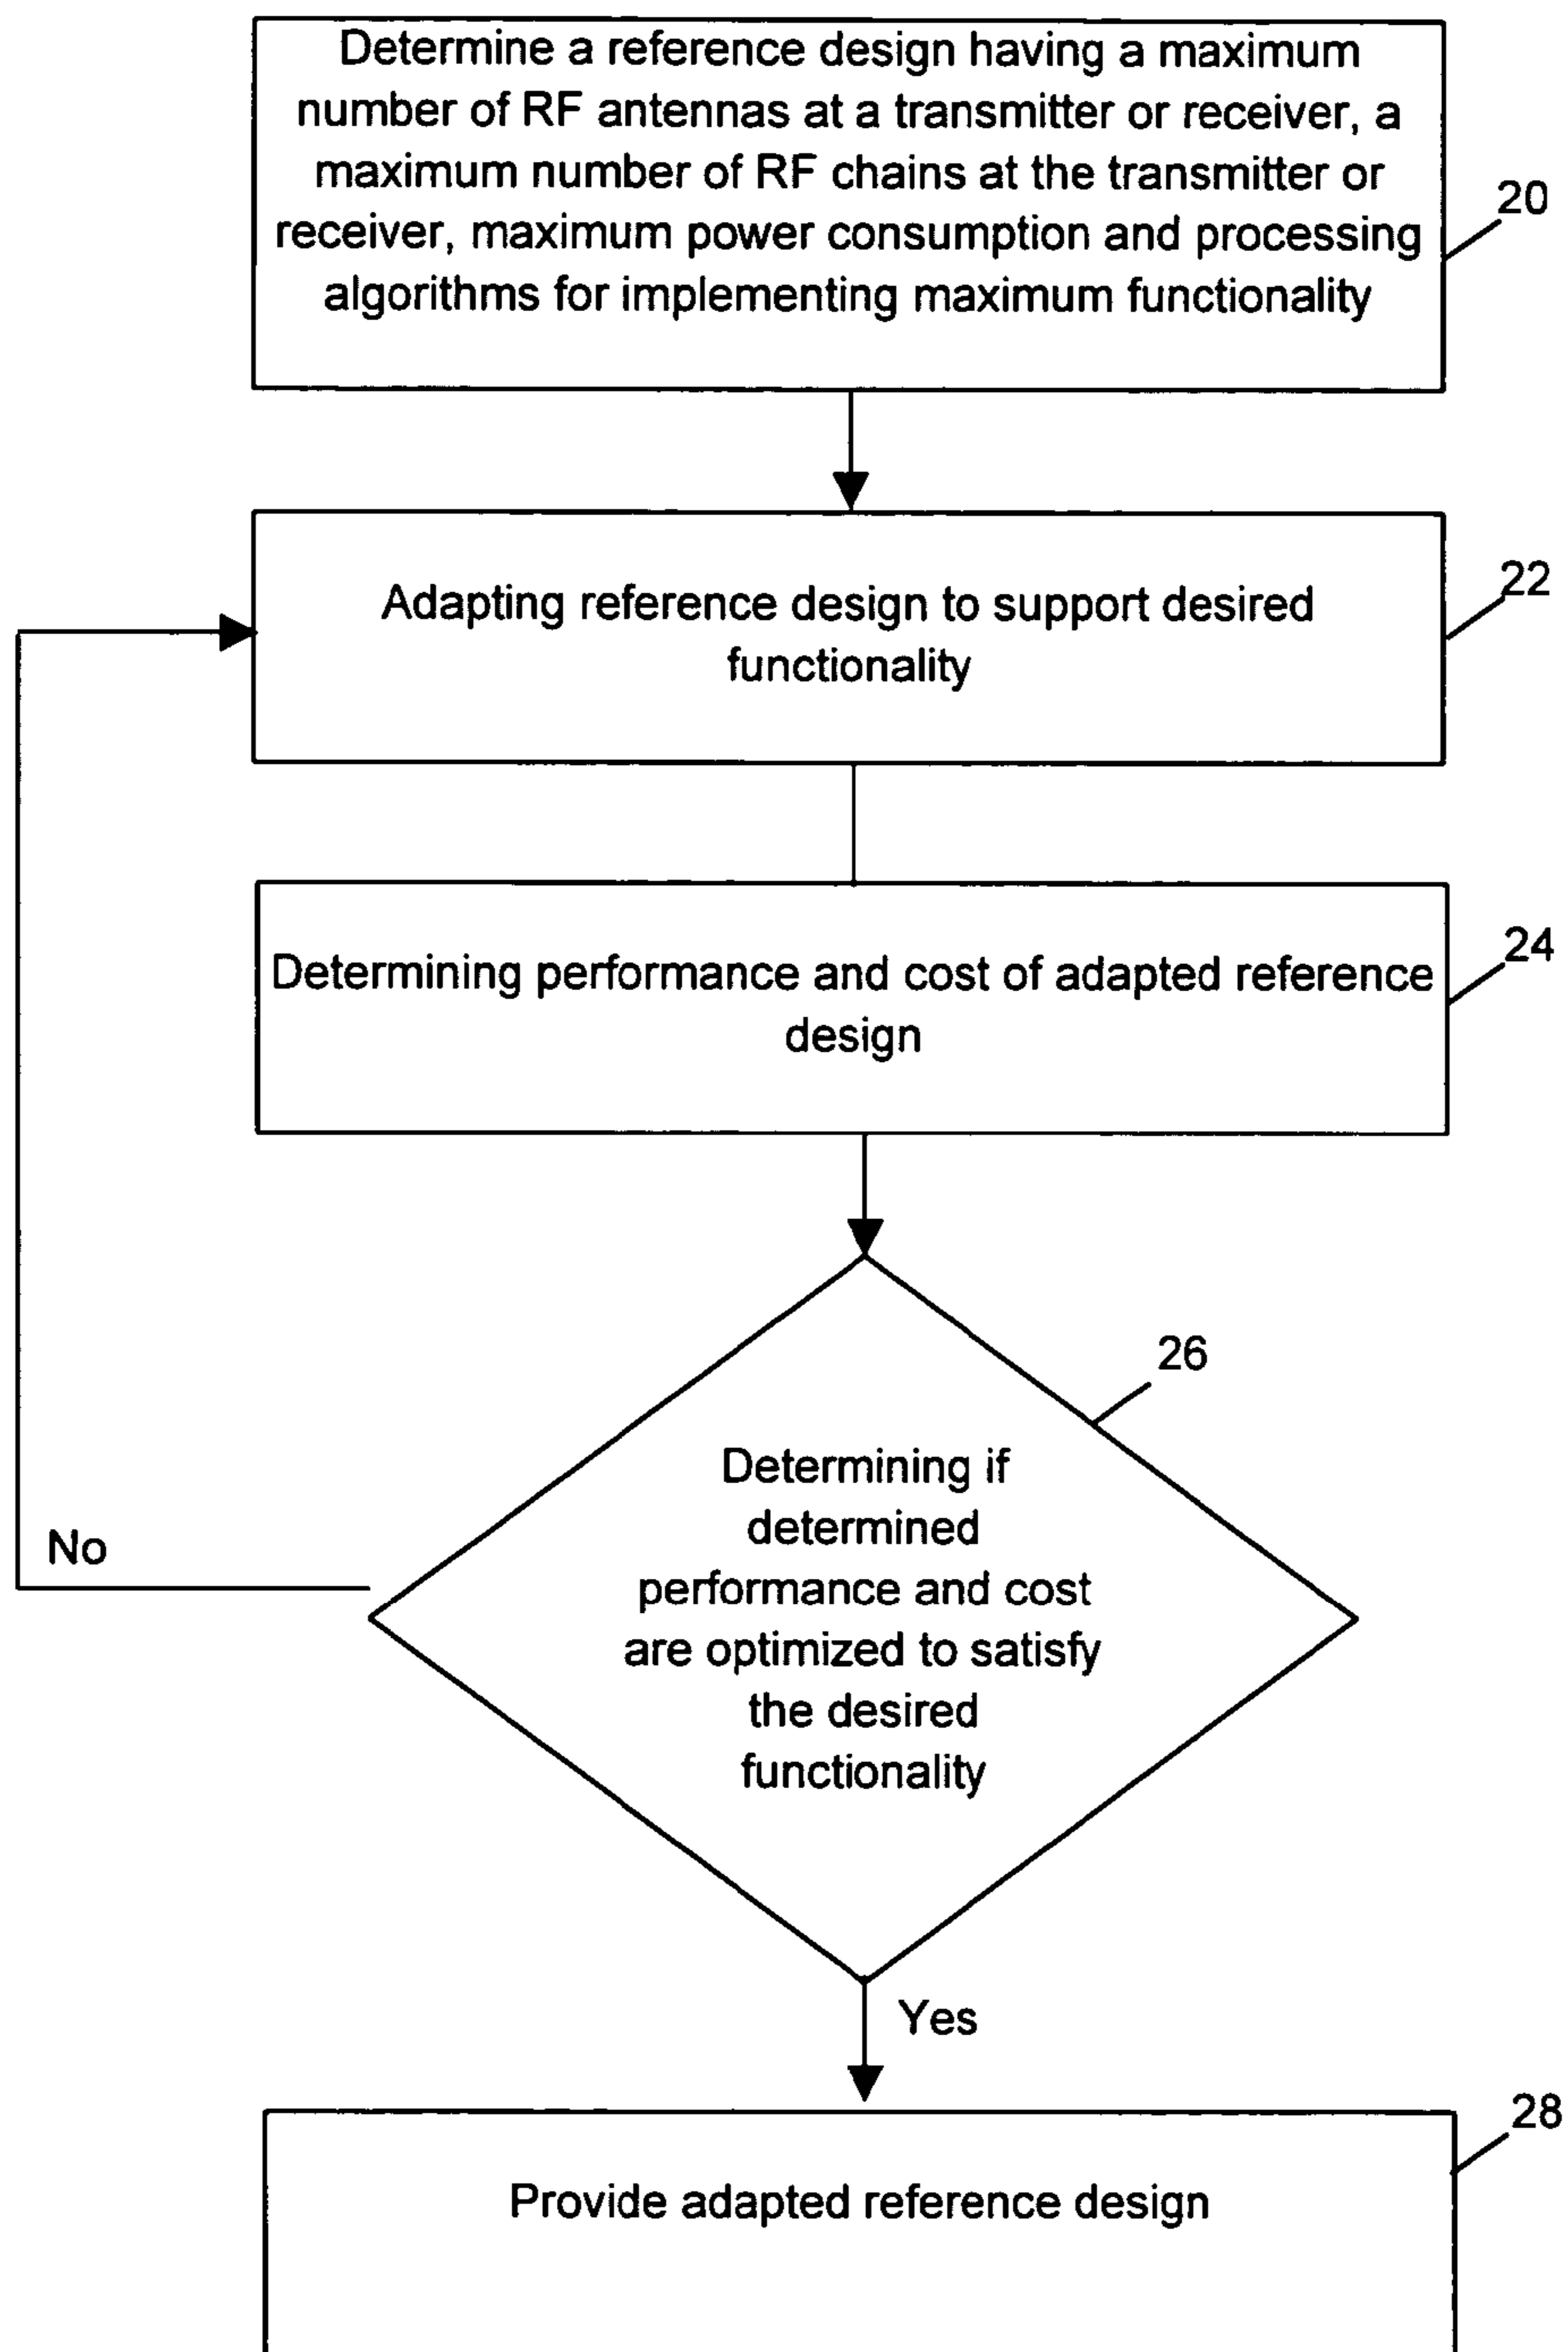 Determine a reference design having a maximum
number of RF antennas at a transmitter or receiver, a
maximum number of RF chains at the transmitter or
receiver, maximum power consumption and processing
algorithms for implementing maximum functionality
20
Adapting reference design to support desired
functionality
22
Determining performance and cost of adapted reference
design
24
26
Determining if
determined
performance and cost
are optimized to satisfy
the desired
functionality
No
Yes
28
Provide adapted reference design